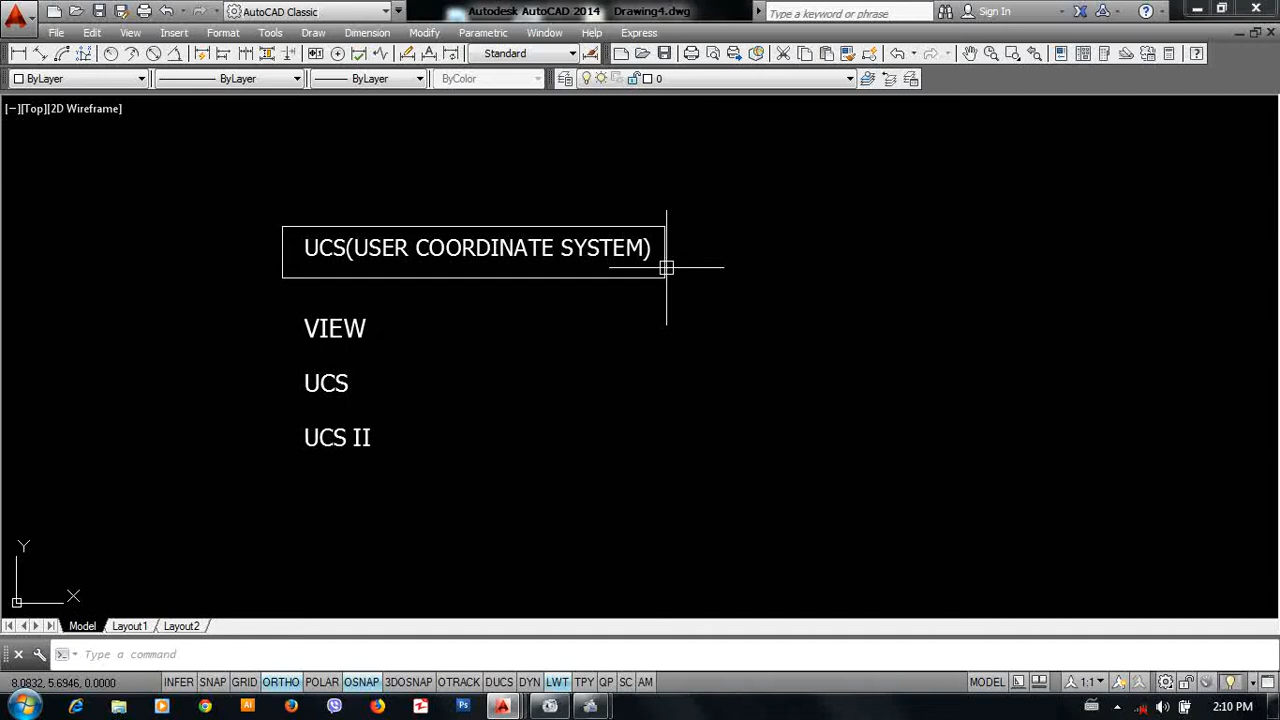 AutoCAD Classic
Autodesk AutoCAD 2014 Drawing4.dwg
Type a keyword or phrase
Sign In
File Edit View Insert Format Tools Draw Dimension Modify Parametric Window Help Express
Standard
ByLayer ByLayer ByLayer ByColor 0
[−][Top][2D Wireframe]
UCS(USER COORDINATE SYSTEM)
VIEW
UCS
UCS II
Y
X
Model Layout1 Layout2
Type a command
8.0832, 5.6946, 0.0000 INFER SNAP GRID ORTHO POLAR OSNAP 3DOSNAP OTRACK DUCS DYN LWT TPY QP SC AM MODEL 1:1
Ai Ps 2:10 PM